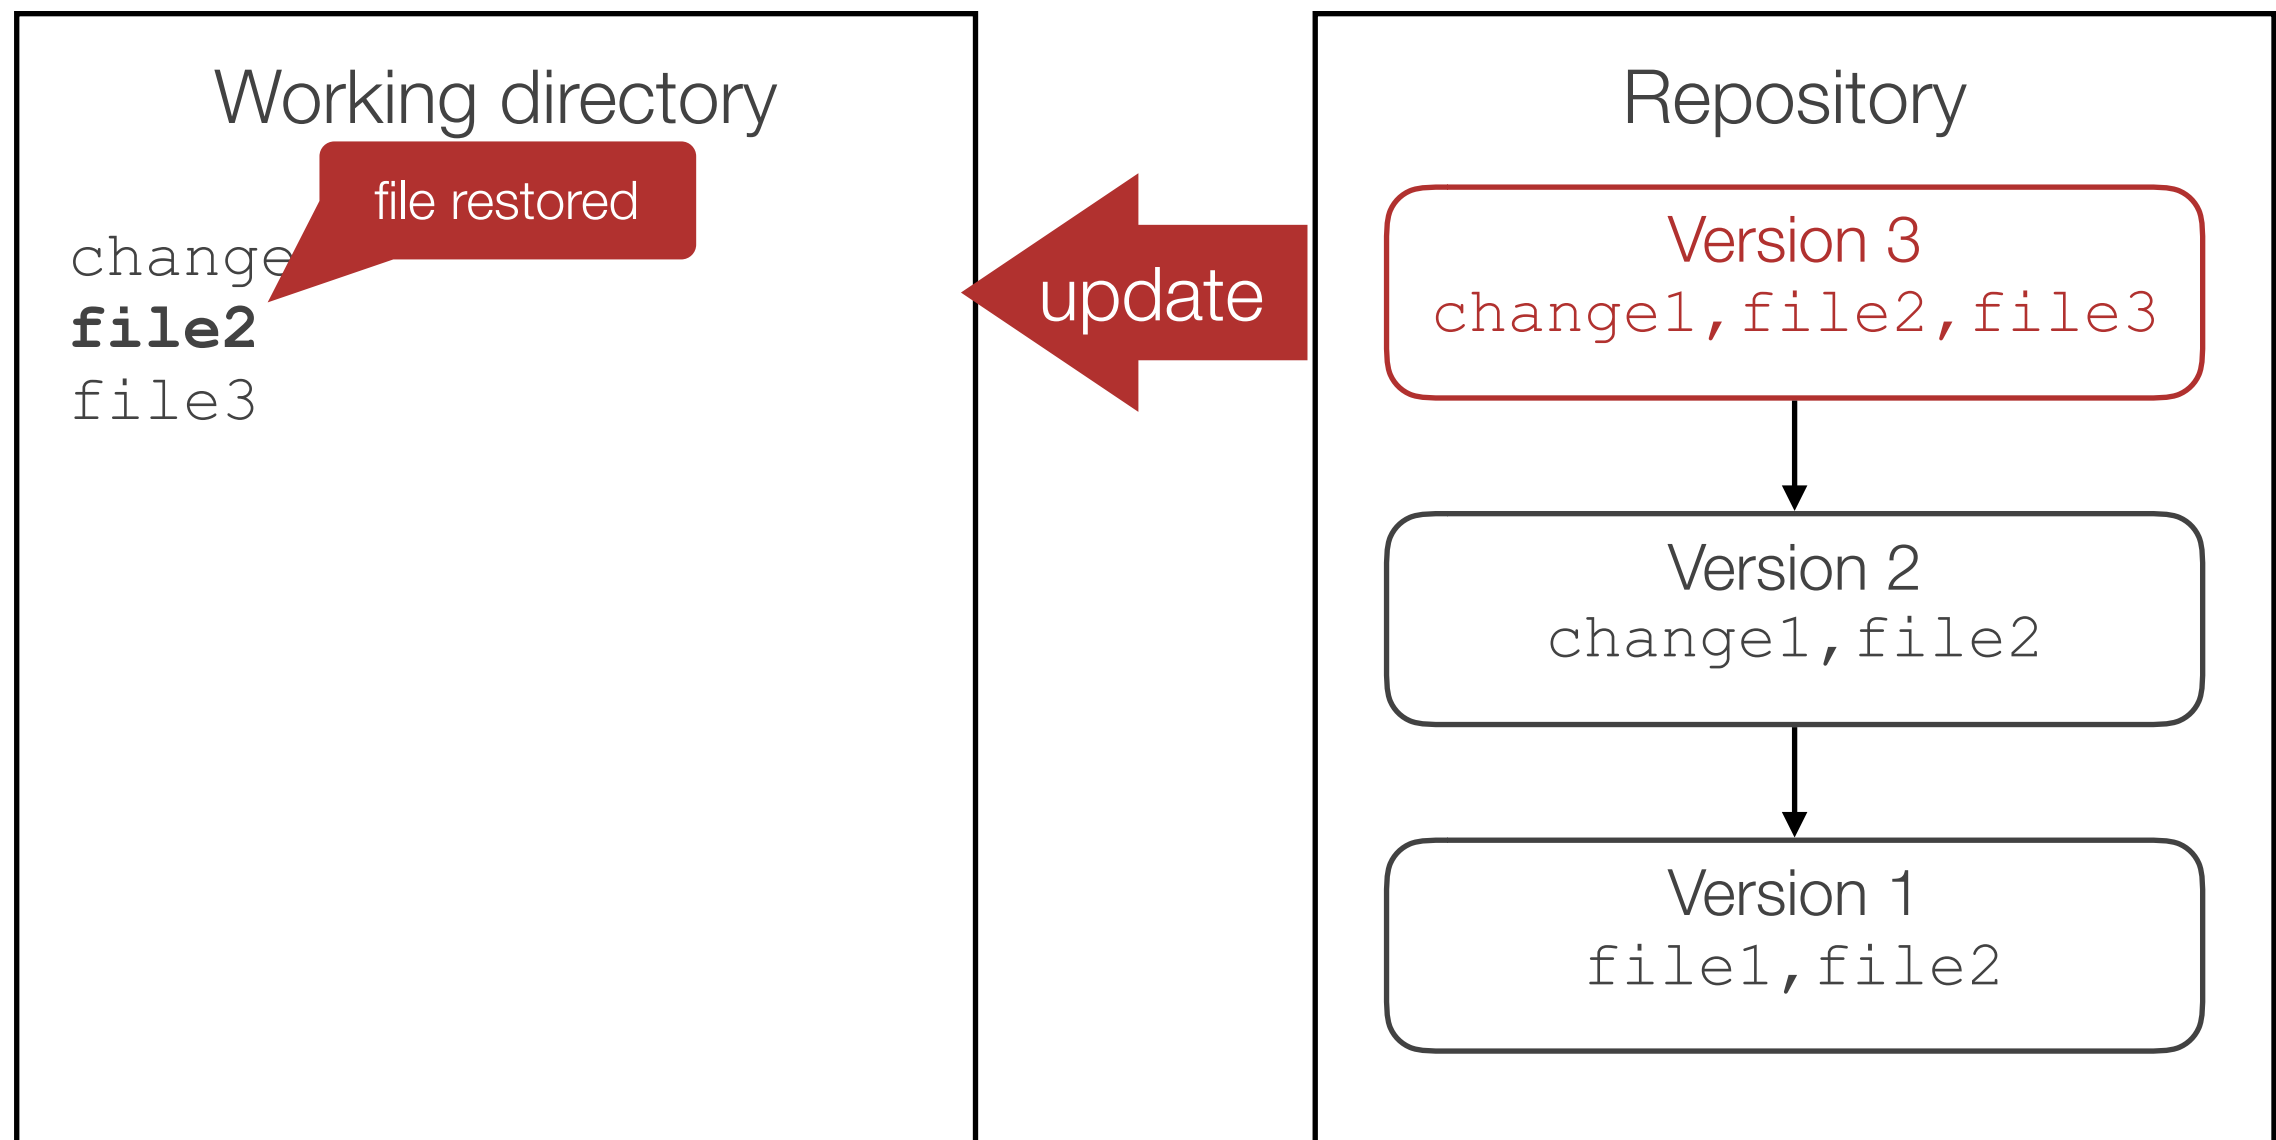 Working directory
file restored
change
file2
file3
update
Repository
Version 3
change1,file2,file3
Version 2
change1,file2
Version 1
file1,file2